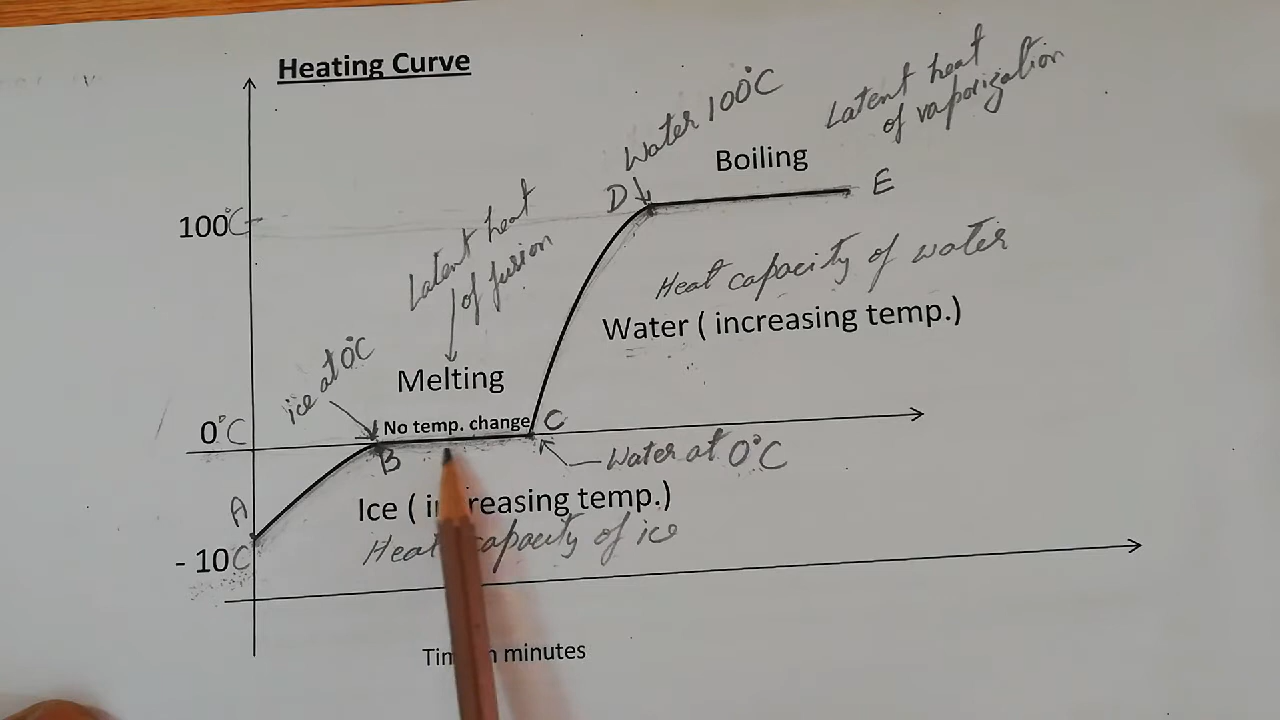 Heating Curve
Water 100°C
Latent heat
of vaporization
Boiling
D
E
100°C
Latent heat
of fusion
Heat capacity of water
Water ( increasing temp.)
ice at 0°C
Melting
No temp. change
C
0°C
B
Water at 0°C
A
Ice ( increasing temp.)
Heat capacity of ice
- 10C
minutes